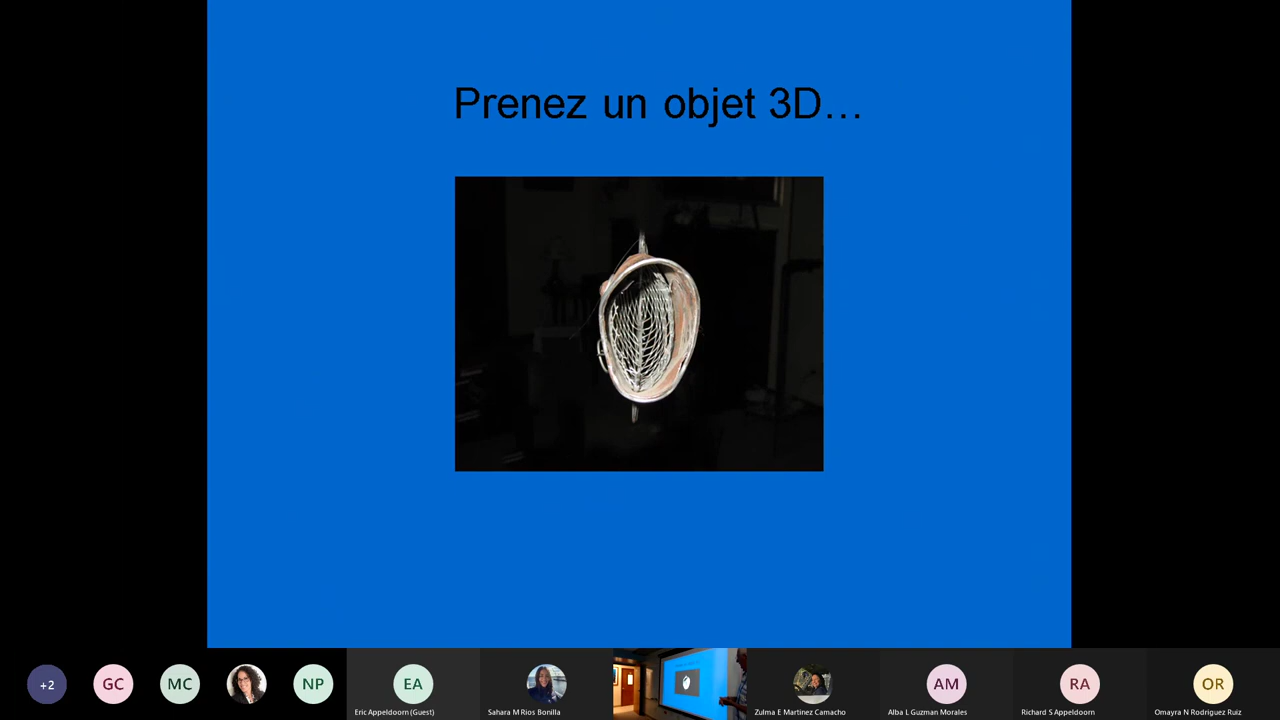 Prenez un objet 3D...
+2
GC
MC
NP
EA
Eric Appeldoorn (Guest)
Sahara M Rios Bonilla
Zulma E Martinez Camacho
AM
Alba L Guzman Morales
RA
Richard S Appeldoorn
OR
Omayra N Rodriguez Ruiz